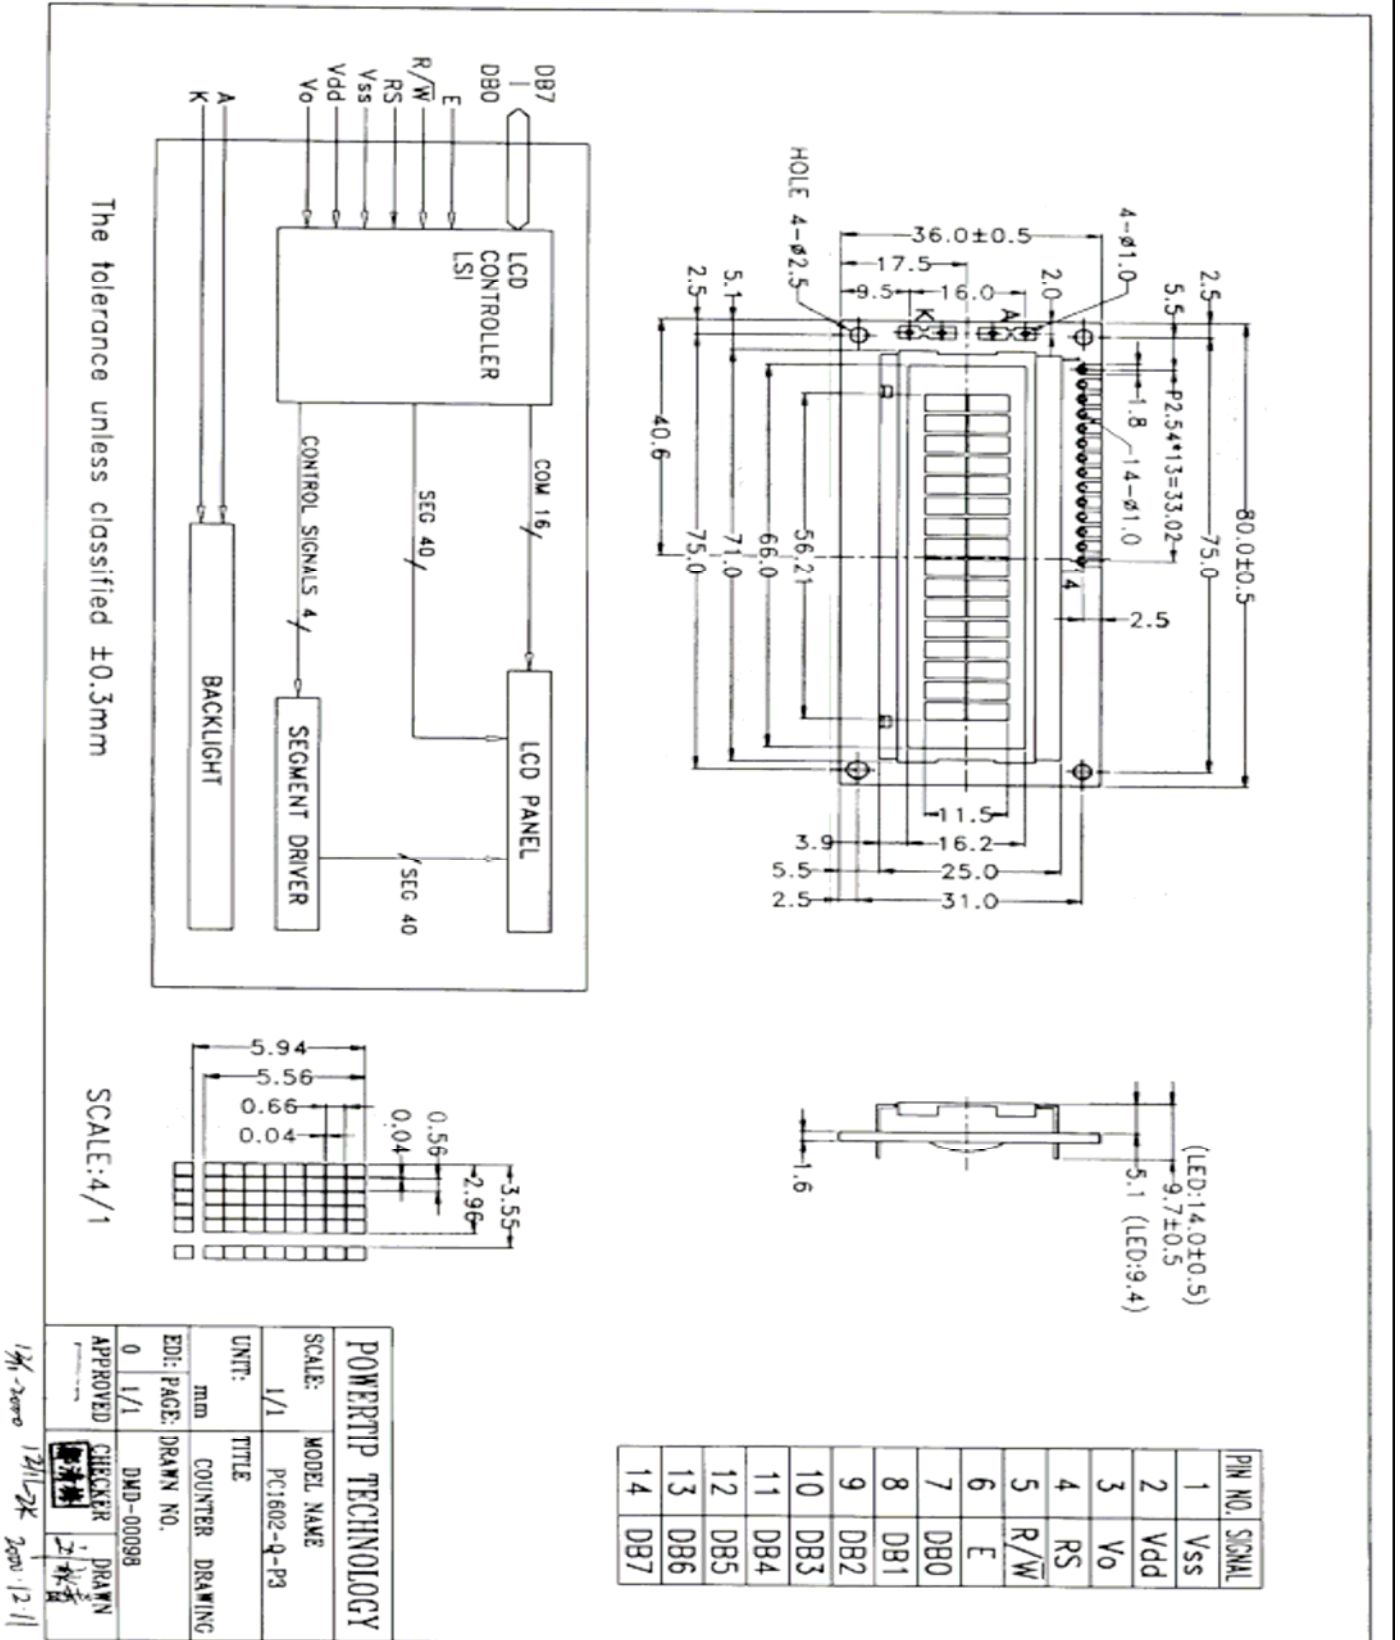 2.5
5.5
80.0±0.5
75.0
P2.54*13=33.02
1.8
14-ø1.0
4-ø1.0
2.0
2.5
14
36.0±0.5
17.5
9.5
16.0
K
A
HOLE 4-ø2.5
5.1
2.5
56.21
66.0
71.0
75.0
40.6
11.5
3.9
16.2
5.5
25.0
2.5
31.0
(LED:14.0±0.5)
9.7±0.5
5.1 (LED:9.4)
1.6
PIN NO. SIGNAL
1 Vss
2 Vdd
3 Vo
4 RS
5 R/W̅
6 E
7 DB0
8 DB1
9 DB2
10 DB3
11 DB4
12 DB5
13 DB6
14 DB7
DB7
DB0
E
R/W̅
RS
Vss
Vdd
Vo
A
K
LCD
CONTROLLER
LSI
COM 16
SEG 40
CONTROL SIGNALS 4
LCD PANEL
SEG 40
SEGMENT DRIVER
BACKLIGHT
The tolerance unless classified ±0.3mm
3.55
2.96
0.56
0.04
5.94
5.56
0.66
0.04
SCALE:4/1
POWERTIP TECHNOLOGY
SCALE: MODEL NAME
1/1 PC1602-Q-P3
UNIT: TITLE
mm COUNTER DRAWING
EDI: PAGE: DRAWN NO.
0 1/1 DMD-00098
APPROVED CHECKER DRAWN
2000.12.11